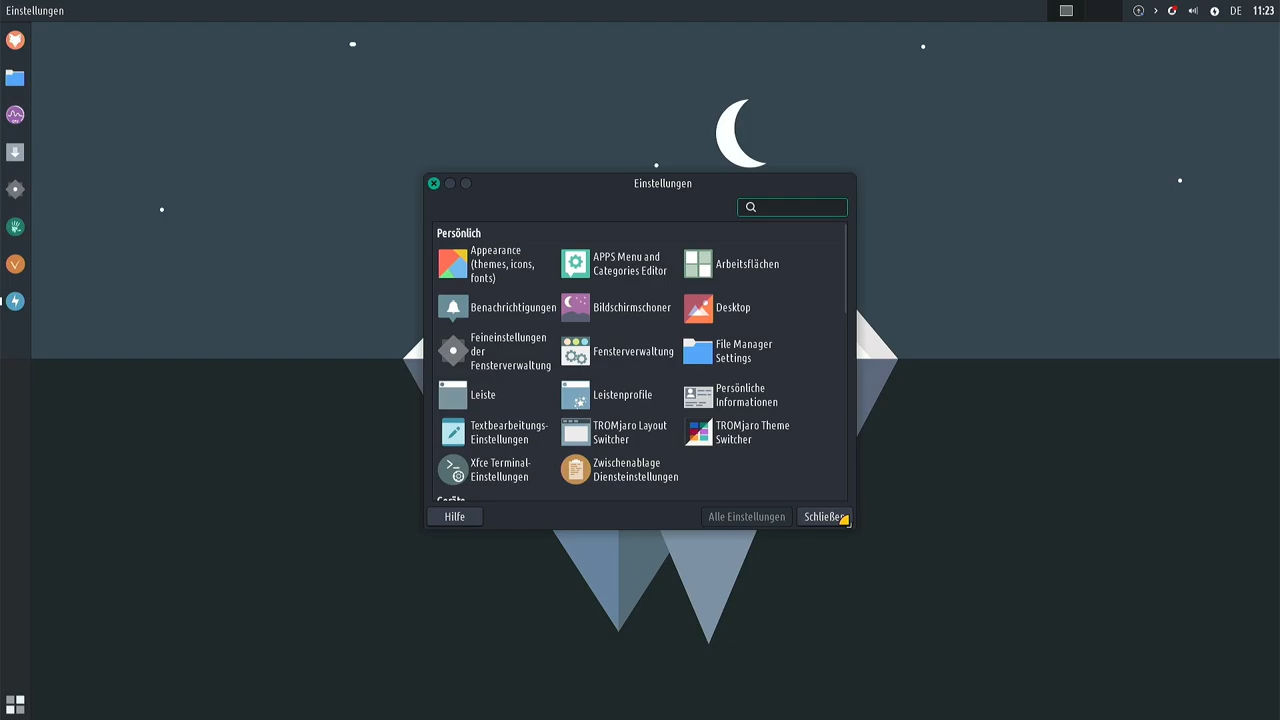 Einstellungen
DE 11:23
Einstellungen
Persönlich
Appearance
(themes, icons,
fonts)
APPS Menu and
Categories Editor
Arbeitsflächen
Benachrichtigungen
Bildschirmschoner
Desktop
Feineinstellungen
der
Fensterverwaltung
Fensterverwaltung
File Manager
Settings
Leiste
Leistenprofile
Persönliche
Informationen
Textbearbeitungs-
Einstellungen
TROMjaro Layout
Switcher
TROMjaro Theme
Switcher
Xfce Terminal-
Einstellungen
Zwischenablage
Diensteinstellungen
Geräte
Hilfe
Alle Einstellungen
Schließen